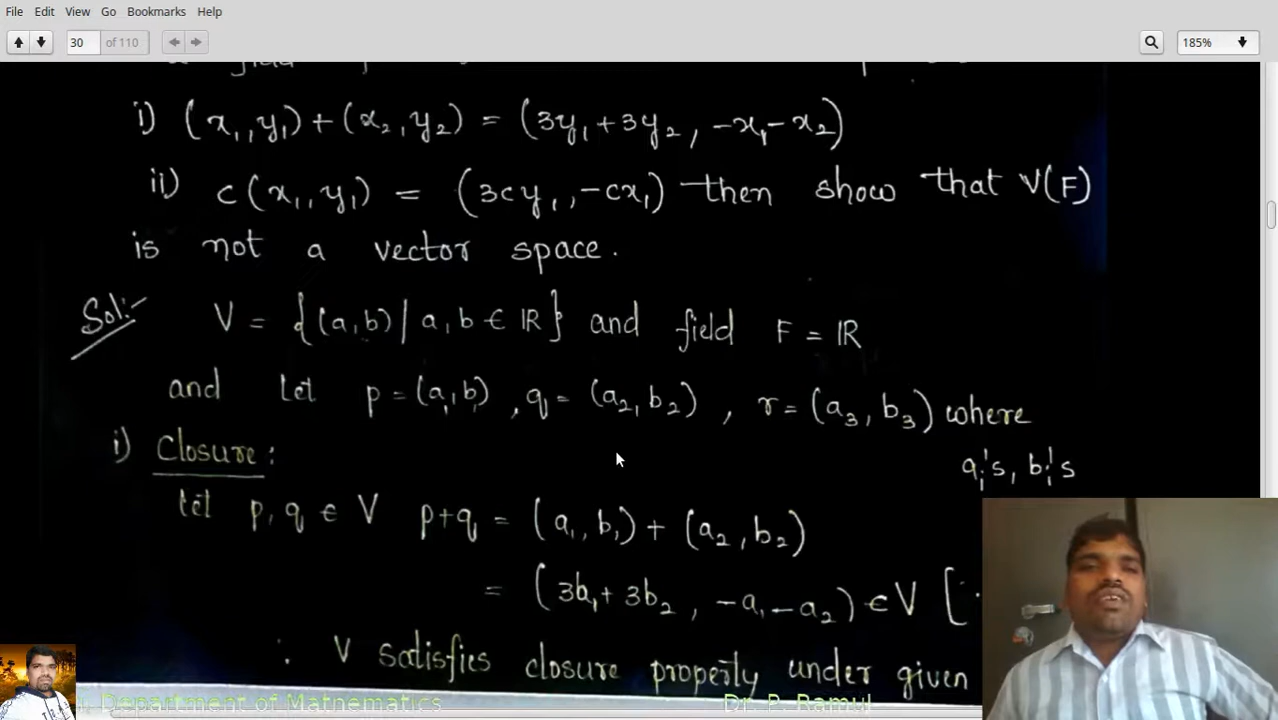 File Edit View Go Bookmarks Help
30 of 110 185%
i) (x₁,y₁)+(x₂,y₂) = (3y₁+3y₂, -x₁-x₂)
ii) c(x₁,y₁) = (3cy₁,-cx₁) then show that V(F)
is not a vector space.
Sol:- V = {(a,b)/a,b ∈ IR} and field F = IR
and let p=(a₁,b₁), q=(a₂,b₂), r=(a₃,b₃) where
aᵢ's, bᵢ's
i) Closure:
let p,q ∈ V p+q = (a₁,b₁)+(a₂,b₂)
= (3b₁+3b₂, -a₁-a₂) ∈ V [∵
∴ V satisfies closure property under given
Department of Mathematics Dr. P.